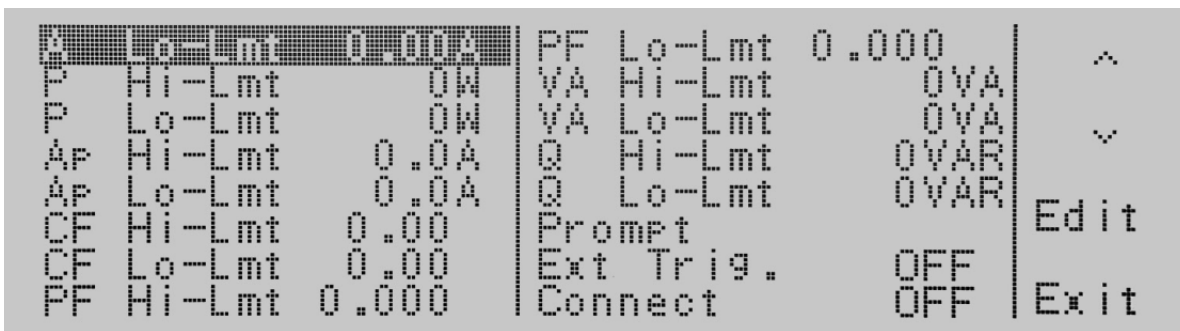 A Lo-Lmt 0.00A
P Hi-Lmt 0W
P Lo-Lmt 0W
Ap Hi-Lmt 0.0A
Ap Lo-Lmt 0.0A
CF Hi-Lmt 0.00
CF Lo-Lmt 0.00
PF Hi-Lmt 0.000
PF Lo-Lmt 0.000
VA Hi-Lmt 0VA
VA Lo-Lmt 0VA
Q Hi-Lmt 0VAR
Q Lo-Lmt 0VAR
Prompt
Ext Trig. OFF
Connect OFF
Edit
Exit